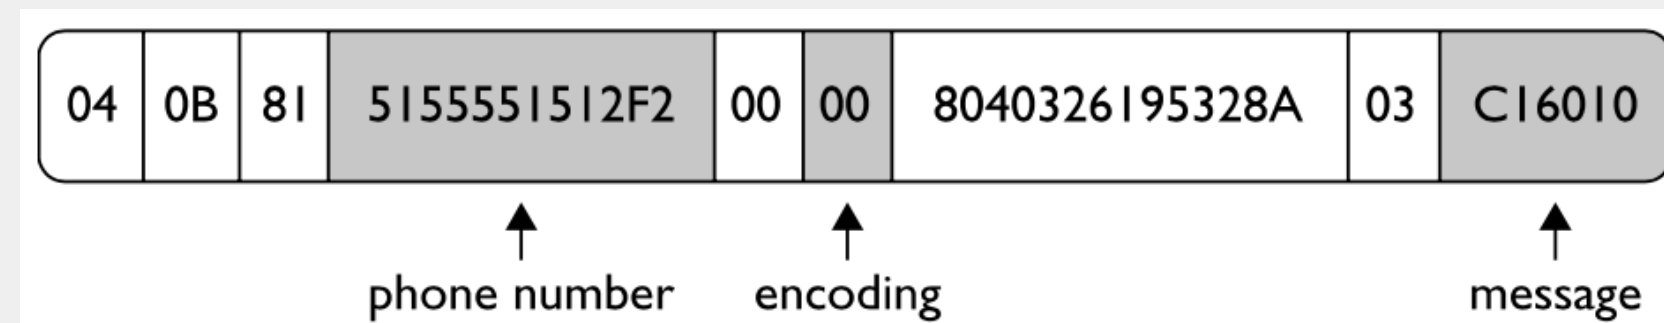 04 0B 81 5155551512F2 00 00 8040326195328A 03 C16010
phone number encoding message